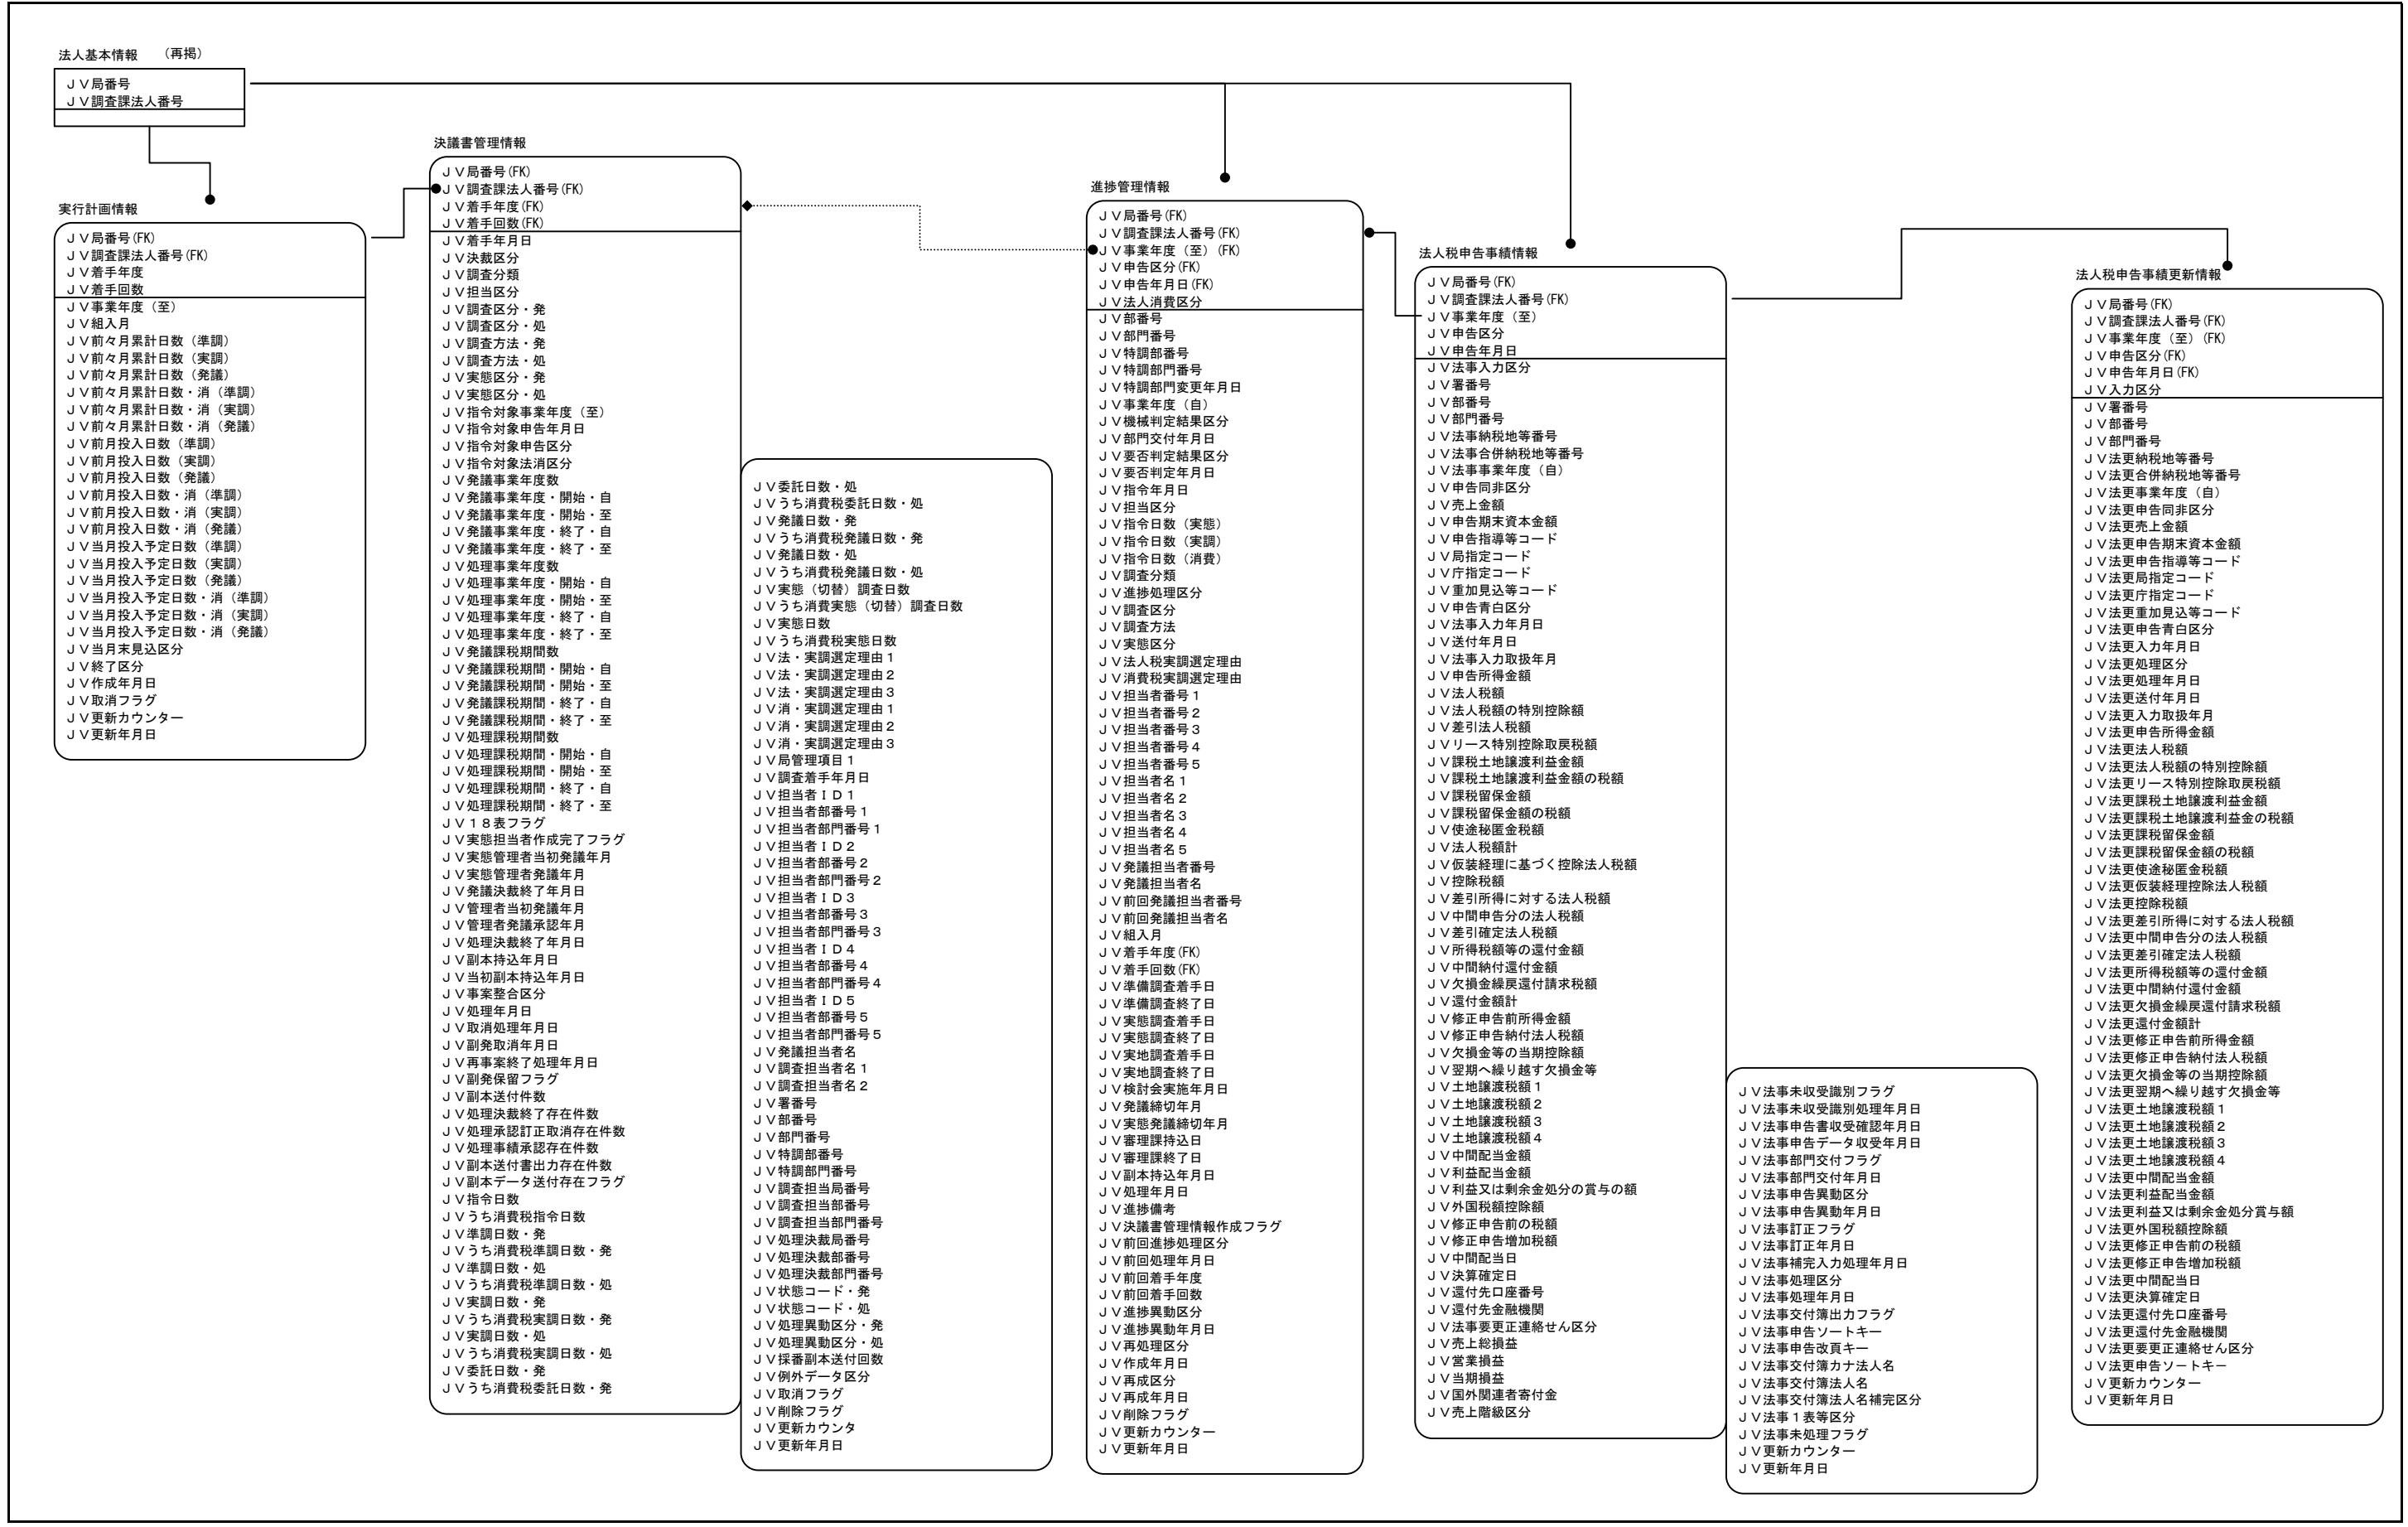 法人基本情報　（再掲）
ＪＶ局番号
ＪＶ調査課法人番号
実行計画情報
ＪＶ局番号(FK)
ＪＶ調査課法人番号(FK)
ＪＶ着手年度
ＪＶ着手回数
ＪＶ事業年度（至）
ＪＶ組入月
ＪＶ前々月累計日数（準調）
ＪＶ前々月累計日数（実調）
ＪＶ前々月累計日数（発議）
ＪＶ前々月累計日数・消（準調）
ＪＶ前々月累計日数・消（実調）
ＪＶ前々月累計日数・消（発議）
ＪＶ前月投入日数（準調）
ＪＶ前月投入日数（実調）
ＪＶ前月投入日数（発議）
ＪＶ前月投入日数・消（準調）
ＪＶ前月投入日数・消（実調）
ＪＶ前月投入日数・消（発議）
ＪＶ当月投入予定日数（準調）
ＪＶ当月投入予定日数（実調）
ＪＶ当月投入予定日数（発議）
ＪＶ当月投入予定日数・消（準調）
ＪＶ当月投入予定日数・消（実調）
ＪＶ当月投入予定日数・消（発議）
ＪＶ当月末見込区分
ＪＶ終了区分
ＪＶ作成年月日
ＪＶ取消フラグ
ＪＶ更新カウンター
ＪＶ更新年月日
決議書管理情報
ＪＶ局番号(FK)
ＪＶ調査課法人番号(FK)
ＪＶ着手年度(FK)
ＪＶ着手回数(FK)
ＪＶ着手年月日
ＪＶ決裁区分
ＪＶ調査分類
ＪＶ担当区分
ＪＶ調査区分・発
ＪＶ調査区分・処
ＪＶ調査方法・発
ＪＶ調査方法・処
ＪＶ実態区分・発
ＪＶ実態区分・処
ＪＶ指令対象事業年度（至）
ＪＶ指令対象申告年月日
ＪＶ指令対象申告区分
ＪＶ指令対象法消区分
ＪＶ発議事業年度数
ＪＶ発議事業年度・開始・自
ＪＶ発議事業年度・開始・至
ＪＶ発議事業年度・終了・自
ＪＶ発議事業年度・終了・至
ＪＶ処理事業年度数
ＪＶ処理事業年度・開始・自
ＪＶ処理事業年度・開始・至
ＪＶ処理事業年度・終了・自
ＪＶ処理事業年度・終了・至
ＪＶ発議課税期間数
ＪＶ発議課税期間・開始・自
ＪＶ発議課税期間・開始・至
ＪＶ発議課税期間・終了・自
ＪＶ発議課税期間・終了・至
ＪＶ処理課税期間数
ＪＶ処理課税期間・開始・自
ＪＶ処理課税期間・開始・至
ＪＶ処理課税期間・終了・自
ＪＶ処理課税期間・終了・至
ＪＶ１８表フラグ
ＪＶ実態担当者作成完了フラグ
ＪＶ実態管理者当初発議年月
ＪＶ実態管理者発議年月
ＪＶ発議決裁終了年月日
ＪＶ管理者当初発議年月
ＪＶ管理者発議承認年月
ＪＶ処理決裁終了年月日
ＪＶ副本持込年月日
ＪＶ当初副本持込年月日
ＪＶ事案整合区分
ＪＶ処理年月日
ＪＶ取消処理年月日
ＪＶ副発取消年月日
ＪＶ再事案終了処理年月日
ＪＶ副発保留フラグ
ＪＶ副本送付件数
ＪＶ処理決裁終了存在件数
ＪＶ処理承認訂正取消存在件数
ＪＶ処理事績承認存在件数
ＪＶ副本送付書出力存在件数
ＪＶ副本データ送付存在フラグ
ＪＶ指令日数
ＪＶうち消費税指令日数
ＪＶ準調日数・発
ＪＶうち消費税準調日数・発
ＪＶ準調日数・処
ＪＶうち消費税準調日数・処
ＪＶ実調日数・発
ＪＶうち消費税実調日数・発
ＪＶ実調日数・処
ＪＶうち消費税実調日数・処
ＪＶ委託日数・発
ＪＶうち消費税委託日数・発
ＪＶ委託日数・処
ＪＶうち消費税委託日数・処
ＪＶ発議日数・発
ＪＶうち消費税発議日数・発
ＪＶ発議日数・処
ＪＶうち消費税発議日数・処
ＪＶ実態（切替）調査日数
ＪＶうち消費実態（切替）調査日数
ＪＶ実態日数
ＪＶうち消費税実態日数
ＪＶ法・実調選定理由１
ＪＶ法・実調選定理由２
ＪＶ法・実調選定理由３
ＪＶ消・実調選定理由１
ＪＶ消・実調選定理由２
ＪＶ消・実調選定理由３
ＪＶ局管理項目１
ＪＶ調査着手年月日
ＪＶ担当者ＩＤ１
ＪＶ担当者部番号１
ＪＶ担当者部門番号１
ＪＶ担当者ＩＤ２
ＪＶ担当者部番号２
ＪＶ担当者部門番号２
ＪＶ担当者ＩＤ３
ＪＶ担当者部番号３
ＪＶ担当者部門番号３
ＪＶ担当者ＩＤ４
ＪＶ担当者部番号４
ＪＶ担当者部門番号４
ＪＶ担当者ＩＤ５
ＪＶ担当者部番号５
ＪＶ担当者部門番号５
ＪＶ発議担当者名
ＪＶ調査担当者名１
ＪＶ調査担当者名２
ＪＶ署番号
ＪＶ部番号
ＪＶ部門番号
ＪＶ特調部番号
ＪＶ特調部門番号
ＪＶ調査担当局番号
ＪＶ調査担当部番号
ＪＶ調査担当部門番号
ＪＶ処理決裁局番号
ＪＶ処理決裁部番号
ＪＶ処理決裁部門番号
ＪＶ状態コード・発
ＪＶ状態コード・処
ＪＶ処理異動区分・発
ＪＶ処理異動区分・処
ＪＶ採番副本送付回数
ＪＶ例外データ区分
ＪＶ取消フラグ
ＪＶ削除フラグ
ＪＶ更新カウンタ
ＪＶ更新年月日
進捗管理情報
ＪＶ局番号(FK)
ＪＶ調査課法人番号(FK)
ＪＶ事業年度（至）(FK)
ＪＶ申告区分(FK)
ＪＶ申告年月日(FK)
ＪＶ法人消費区分
ＪＶ部番号
ＪＶ部門番号
ＪＶ特調部番号
ＪＶ特調部門番号
ＪＶ特調部門変更年月日
ＪＶ事業年度（自）
ＪＶ機械判定結果区分
ＪＶ部門交付年月日
ＪＶ要否判定結果区分
ＪＶ要否判定年月日
ＪＶ指令年月日
ＪＶ担当区分
ＪＶ指令日数（実態）
ＪＶ指令日数（実調）
ＪＶ指令日数（消費）
ＪＶ調査分類
ＪＶ進捗処理区分
ＪＶ調査区分
ＪＶ調査方法
ＪＶ実態区分
ＪＶ法人税実調選定理由
ＪＶ消費税実調選定理由
ＪＶ担当者番号１
ＪＶ担当者番号２
ＪＶ担当者番号３
ＪＶ担当者番号４
ＪＶ担当者番号５
ＪＶ担当者名１
ＪＶ担当者名２
ＪＶ担当者名３
ＪＶ担当者名４
ＪＶ担当者名５
ＪＶ発議担当者番号
ＪＶ発議担当者名
ＪＶ前回発議担当者番号
ＪＶ前回発議担当者名
ＪＶ組入月
ＪＶ着手年度(FK)
ＪＶ着手回数(FK)
ＪＶ準備調査着手日
ＪＶ準備調査終了日
ＪＶ実態調査着手日
ＪＶ実態調査終了日
ＪＶ実地調査着手日
ＪＶ実地調査終了日
ＪＶ検討会実施年月日
ＪＶ発議締切年月
ＪＶ実態発議締切年月
ＪＶ審理課持込日
ＪＶ審理課終了日
ＪＶ副本持込年月日
ＪＶ処理年月日
ＪＶ進捗備考
ＪＶ決議書管理情報作成フラグ
ＪＶ前回進捗処理区分
ＪＶ前回処理年月日
ＪＶ前回着手年度
ＪＶ前回着手回数
ＪＶ進捗異動区分
ＪＶ進捗異動年月日
ＪＶ再処理区分
ＪＶ作成年月日
ＪＶ再成区分
ＪＶ再成年月日
ＪＶ削除フラグ
ＪＶ更新カウンター
ＪＶ更新年月日
法人税申告事績情報
ＪＶ局番号(FK)
ＪＶ調査課法人番号(FK)
ＪＶ事業年度（至）
ＪＶ申告区分
ＪＶ申告年月日
ＪＶ法事入力区分
ＪＶ署番号
ＪＶ部番号
ＪＶ部門番号
ＪＶ法事納税地等番号
ＪＶ法事合併納税地等番号
ＪＶ法事事業年度（自）
ＪＶ申告同非区分
ＪＶ売上金額
ＪＶ申告期末資本金額
ＪＶ申告指導等コード
ＪＶ局指定コード
ＪＶ庁指定コード
ＪＶ重加見込等コード
ＪＶ申告青白区分
ＪＶ法事入力年月日
ＪＶ送付年月日
ＪＶ法事入力取扱年月
ＪＶ申告所得金額
ＪＶ法人税額
ＪＶ法人税額の特別控除額
ＪＶ差引法人税額
ＪＶリース特別控除取戻税額
ＪＶ課税土地譲渡利益金額
ＪＶ課税土地譲渡利益金額の税額
ＪＶ課税留保金額
ＪＶ課税留保金額の税額
ＪＶ使途秘匿金税額
ＪＶ法人税額計
ＪＶ仮装経理に基づく控除法人税額
ＪＶ控除税額
ＪＶ差引所得に対する法人税額
ＪＶ中間申告分の法人税額
ＪＶ差引確定法人税額
ＪＶ所得税額等の還付金額
ＪＶ中間納付還付金額
ＪＶ欠損金繰戻還付請求税額
ＪＶ還付金額計
ＪＶ修正申告前所得金額
ＪＶ修正申告納付法人税額
ＪＶ欠損金等の当期控除額
ＪＶ翌期へ繰り越す欠損金等
ＪＶ土地譲渡税額１
ＪＶ土地譲渡税額２
ＪＶ土地譲渡税額３
ＪＶ土地譲渡税額４
ＪＶ中間配当金額
ＪＶ利益配当金額
ＪＶ利益又は剰余金処分の賞与の額
ＪＶ外国税額控除額
ＪＶ修正申告前の税額
ＪＶ修正申告増加税額
ＪＶ中間配当日
ＪＶ決算確定日
ＪＶ還付先口座番号
ＪＶ還付先金融機関
ＪＶ法事要更正連絡せん区分
ＪＶ売上総損益
ＪＶ営業損益
ＪＶ当期損益
ＪＶ国外関連者寄付金
ＪＶ売上階級区分
ＪＶ法事未収受識別フラグ
ＪＶ法事未収受識別処理年月日
ＪＶ法事申告書収受確認年月日
ＪＶ法事申告データ収受年月日
ＪＶ法事部門交付フラグ
ＪＶ法事部門交付年月日
ＪＶ法事申告異動区分
ＪＶ法事申告異動年月日
ＪＶ法事訂正フラグ
ＪＶ法事訂正年月日
ＪＶ法事補完入力処理年月日
ＪＶ法事処理区分
ＪＶ法事処理年月日
ＪＶ法事交付簿出力フラグ
ＪＶ法事申告ソートキー
ＪＶ法事申告改頁キー
ＪＶ法事交付簿カナ法人名
ＪＶ法事交付簿法人名
ＪＶ法事交付簿法人名補完区分
ＪＶ法事１表等区分
ＪＶ法事未処理フラグ
ＪＶ更新カウンター
ＪＶ更新年月日
法人税申告事績更新情報
ＪＶ局番号(FK)
ＪＶ調査課法人番号(FK)
ＪＶ事業年度（至）(FK)
ＪＶ申告区分(FK)
ＪＶ申告年月日(FK)
ＪＶ入力区分
ＪＶ署番号
ＪＶ部番号
ＪＶ部門番号
ＪＶ法更納税地等番号
ＪＶ法更合併納税地等番号
ＪＶ法更事業年度（自）
ＪＶ法更申告同非区分
ＪＶ法更売上金額
ＪＶ法更申告期末資本金額
ＪＶ法更申告指導等コード
ＪＶ法更局指定コード
ＪＶ法更庁指定コード
ＪＶ法更重加見込等コード
ＪＶ法更申告青白区分
ＪＶ法更入力年月日
ＪＶ法更処理区分
ＪＶ法更処理年月日
ＪＶ法更送付年月日
ＪＶ法更入力取扱年月
ＪＶ法更申告所得金額
ＪＶ法更法人税額
ＪＶ法更法人税額の特別控除額
ＪＶ法更リース特別控除取戻税額
ＪＶ法更課税土地譲渡利益金額
ＪＶ法更課税土地譲渡利益金の税額
ＪＶ法更課税留保金額
ＪＶ法更課税留保金額の税額
ＪＶ法更使途秘匿金税額
ＪＶ法更仮装経理控除法人税額
ＪＶ法更控除税額
ＪＶ法更差引所得に対する法人税額
ＪＶ法更中間申告分の法人税額
ＪＶ法更差引確定法人税額
ＪＶ法更所得税額等の還付金額
ＪＶ法更中間納付還付金額
ＪＶ法更欠損金繰戻還付請求税額
ＪＶ法更還付金額計
ＪＶ法更修正申告前所得金額
ＪＶ法更修正申告納付法人税額
ＪＶ法更欠損金等の当期控除額
ＪＶ法更翌期へ繰り越す欠損金等
ＪＶ法更土地譲渡税額１
ＪＶ法更土地譲渡税額２
ＪＶ法更土地譲渡税額３
ＪＶ法更土地譲渡税額４
ＪＶ法更中間配当金額
ＪＶ法更利益配当金額
ＪＶ法更利益又は剰余金処分賞与額
ＪＶ法更外国税額控除額
ＪＶ法更修正申告前の税額
ＪＶ法更修正申告増加税額
ＪＶ法更中間配当日
ＪＶ法更決算確定日
ＪＶ法更還付先口座番号
ＪＶ法更還付先金融機関
ＪＶ法更要更正連絡せん区分
ＪＶ法更申告ソートキー
ＪＶ更新カウンター
ＪＶ更新年月日